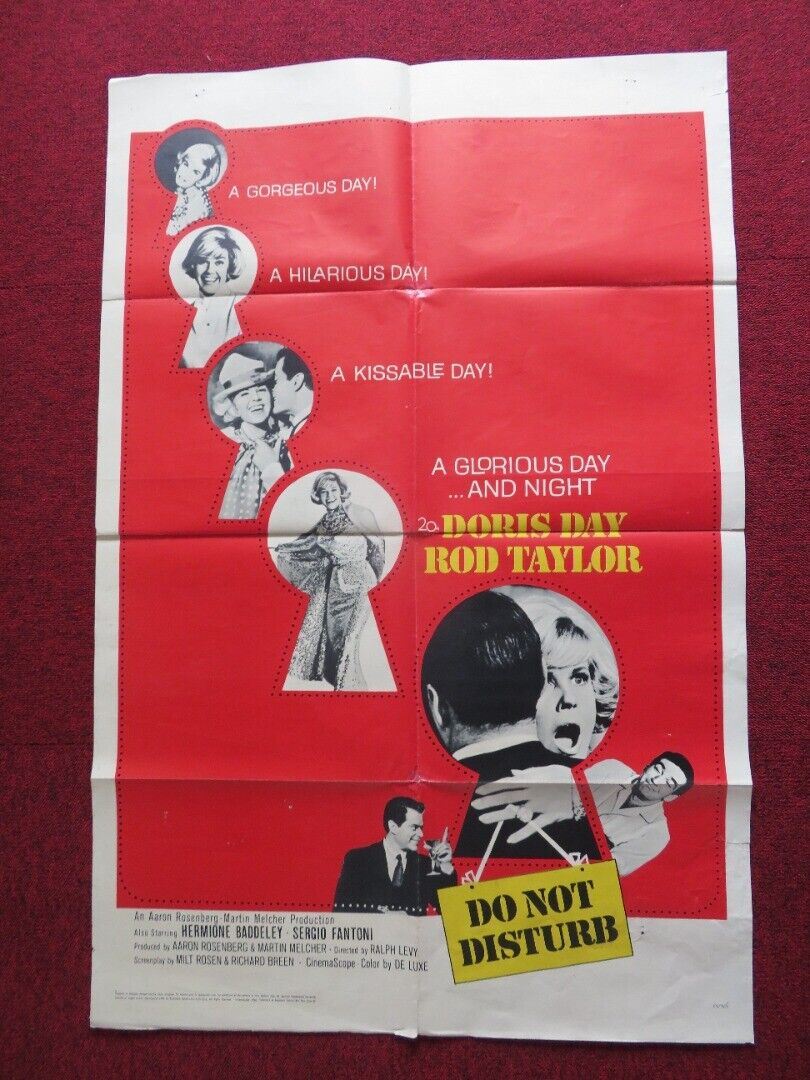 A GORGEOUS DAY!
A HILARIOUS DAY!
A KISSABLE DAY!
A GLORIOUS DAY
...AND NIGHT
DORIS DAY
ROD TAYLOR
DO NOT
DISTURB
An Aaron Rosenberg-Martin Melcher Production
Also Starring HERMIONE BADDELEY · SERGIO FANTONI
Produced by AARON ROSENBERG & MARTIN MELCHER · Directed by RALPH LEVY
Screenplay by MILT ROSEN & RICHARD BREEN · CinemaScope · Color by DE LUXE